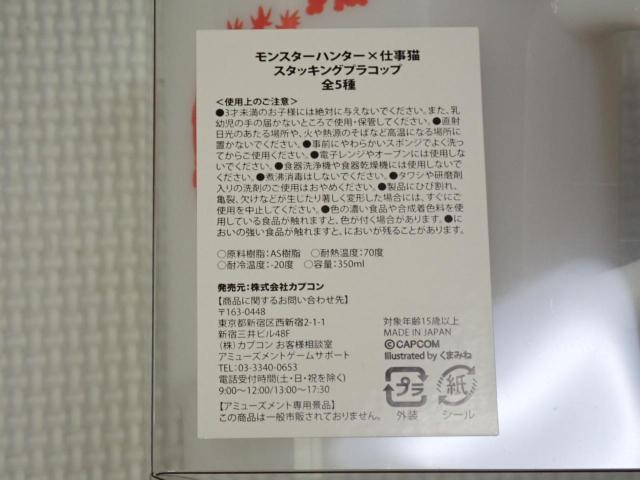 モンスターハンター×仕事猫
スタッキングプラコップ
全5種
＜使用上のご注意＞
●3才未満のお子様には絶対に与えないでください。また、乳
幼児の手の届かないところで使用・保管してください。●直射
日光のあたる場所や、火や熱源のそばなど高温になる場所に
置かないでください。●事前にやわらかいスポンジでよく洗
ってからご使用ください。●電子レンジやオーブンには使用しな
いでください。●食器洗浄機や食器乾燥機には使用しないで
ください。●煮沸消毒はしないでください。●タワシや研磨剤
入りの洗剤のご使用はおやめください。●製品にひび割れ、
亀裂、欠けなどが生じたり著しく変形した場合には、すぐにご
使用を中止してください。●色の濃い食品や合成着色料を使
用している食品が触れますと、色が付く場合があります。●に
おいの強い食品が触れますと、においが残ることがあります。
○原料樹脂：AS樹脂　○耐熱温度：70度
○耐冷温度：-20度　○容量：350ml
発売元：株式会社カプコン
【商品に関するお問い合わせ先】
〒163-0448
東京都新宿区西新宿2-1-1
新宿三井ビル48F
（株）カプコン お客様相談室
アミューズメントゲームサポート
TEL：03-3340-0653
電話受付時間（土・日・祝を除く）
9:00～12:00/13:00～17:30
【アミューズメント専用景品】
この商品は一般市販されておりません。
対象年齢15歳以上
MADE IN JAPAN
©CAPCOM
Illustrated by くまみね
プラ
外装
紙
シール